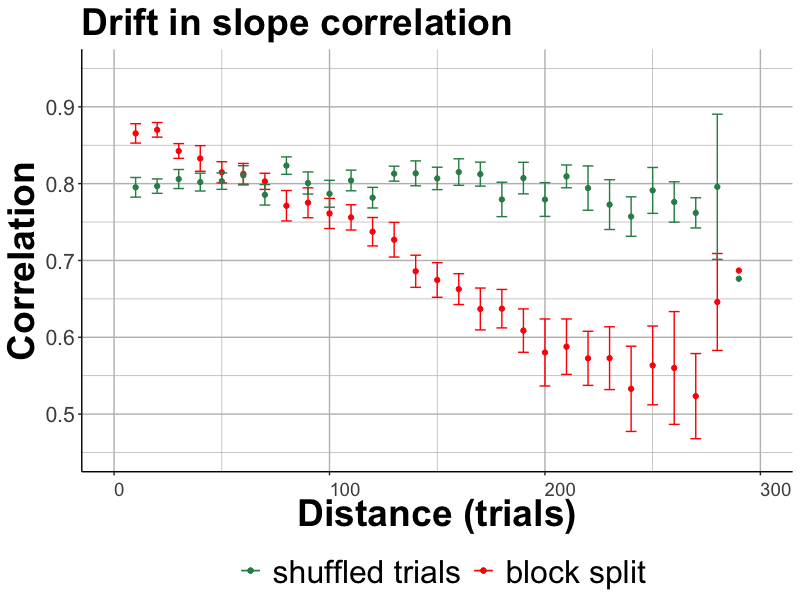 Drift in slope correlation
Correlation
0.9
0.8
0.7
0.6
0.5
0
100
200
300
Distance (trials)
shuffled trials
block split